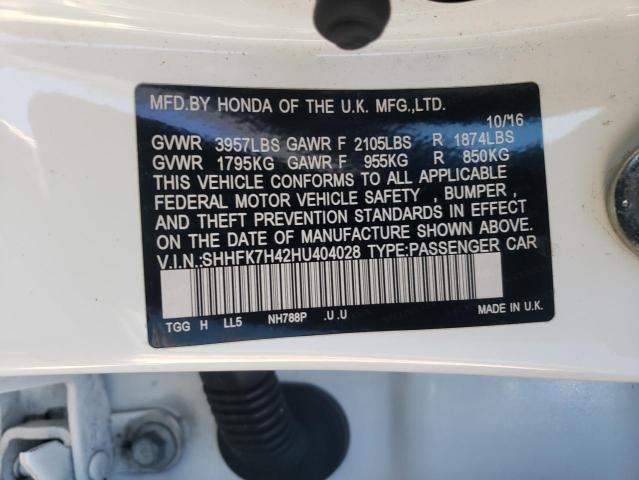 MFD.BY HONDA OF THE U.K. MFG.,LTD.
10/16
GVWR 3957LBS GAWR F 2105LBS R 1874LBS
GVWR 1795KG GAWR F 955KG R 850KG
THIS VEHICLE CONFORMS TO ALL APPLICABLE
FEDERAL MOTOR VEHICLE SAFETY , BUMPER ,
AND THEFT PREVENTION STANDARDS IN EFFECT
ON THE DATE OF MANUFACTURE SHOWN ABOVE.
V.I.N.:SHHFK7H42HU404028 TYPE:PASSENGER CAR
TGG H LL5 NH788P .U.U MADE IN U.K.